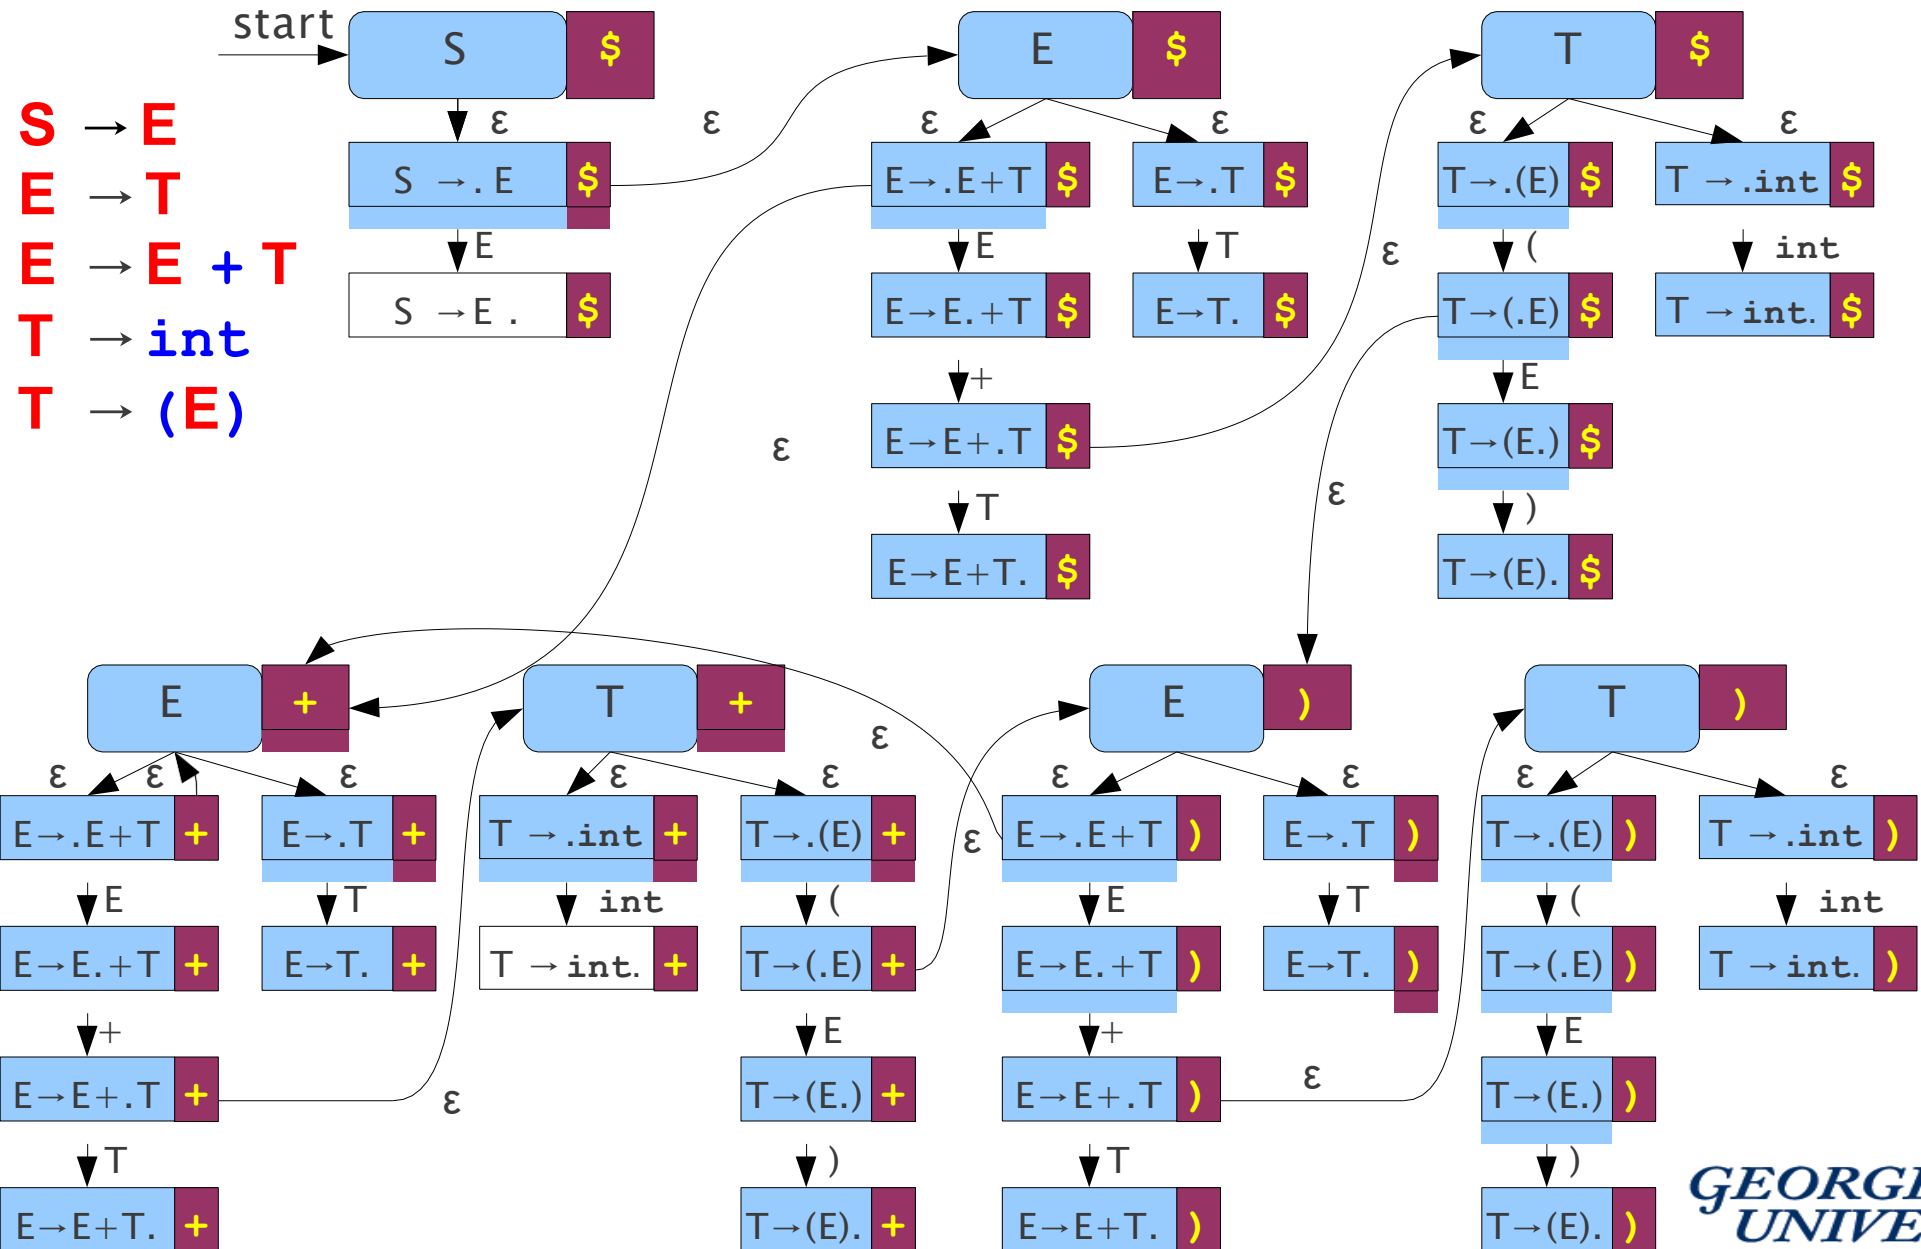 start
S $
E $
T $
ε ε ε ε ε ε
S → E
S →. E $
E→.E+T $
E→.T $
T→.(E) $
T →.int $
E → T
E
E
T
ε
(
int
E → E + T
S →E . $
E→E.+T $
E→T. $
T→(.E) $
T → int. $
T → int
+
E
T → (E)
ε
E→E+.T $
T→(E.) $
ε
T
)
E→E+T. $
T→(E). $
E +
T +
E )
T )
ε
ε ε ε ε ε ε ε ε ε
E→.E+T +
E→.T +
T →.int +
T→.(E) +
ε
E→.E+T )
E→.T )
T→.(E) )
T →.int )
E
T
int
(
E
T
(
int
E→E.+T +
E→T. +
T → int. +
T→(.E) +
E→E.+T )
E→T. )
T→(.E) )
T → int. )
+
E
+
E
E→E+.T +
ε
T→(E.) +
E→E+.T )
ε
T→(E.) )
T
)
T
)
E→E+T. +
T→(E). +
E→E+T. )
T→(E). )